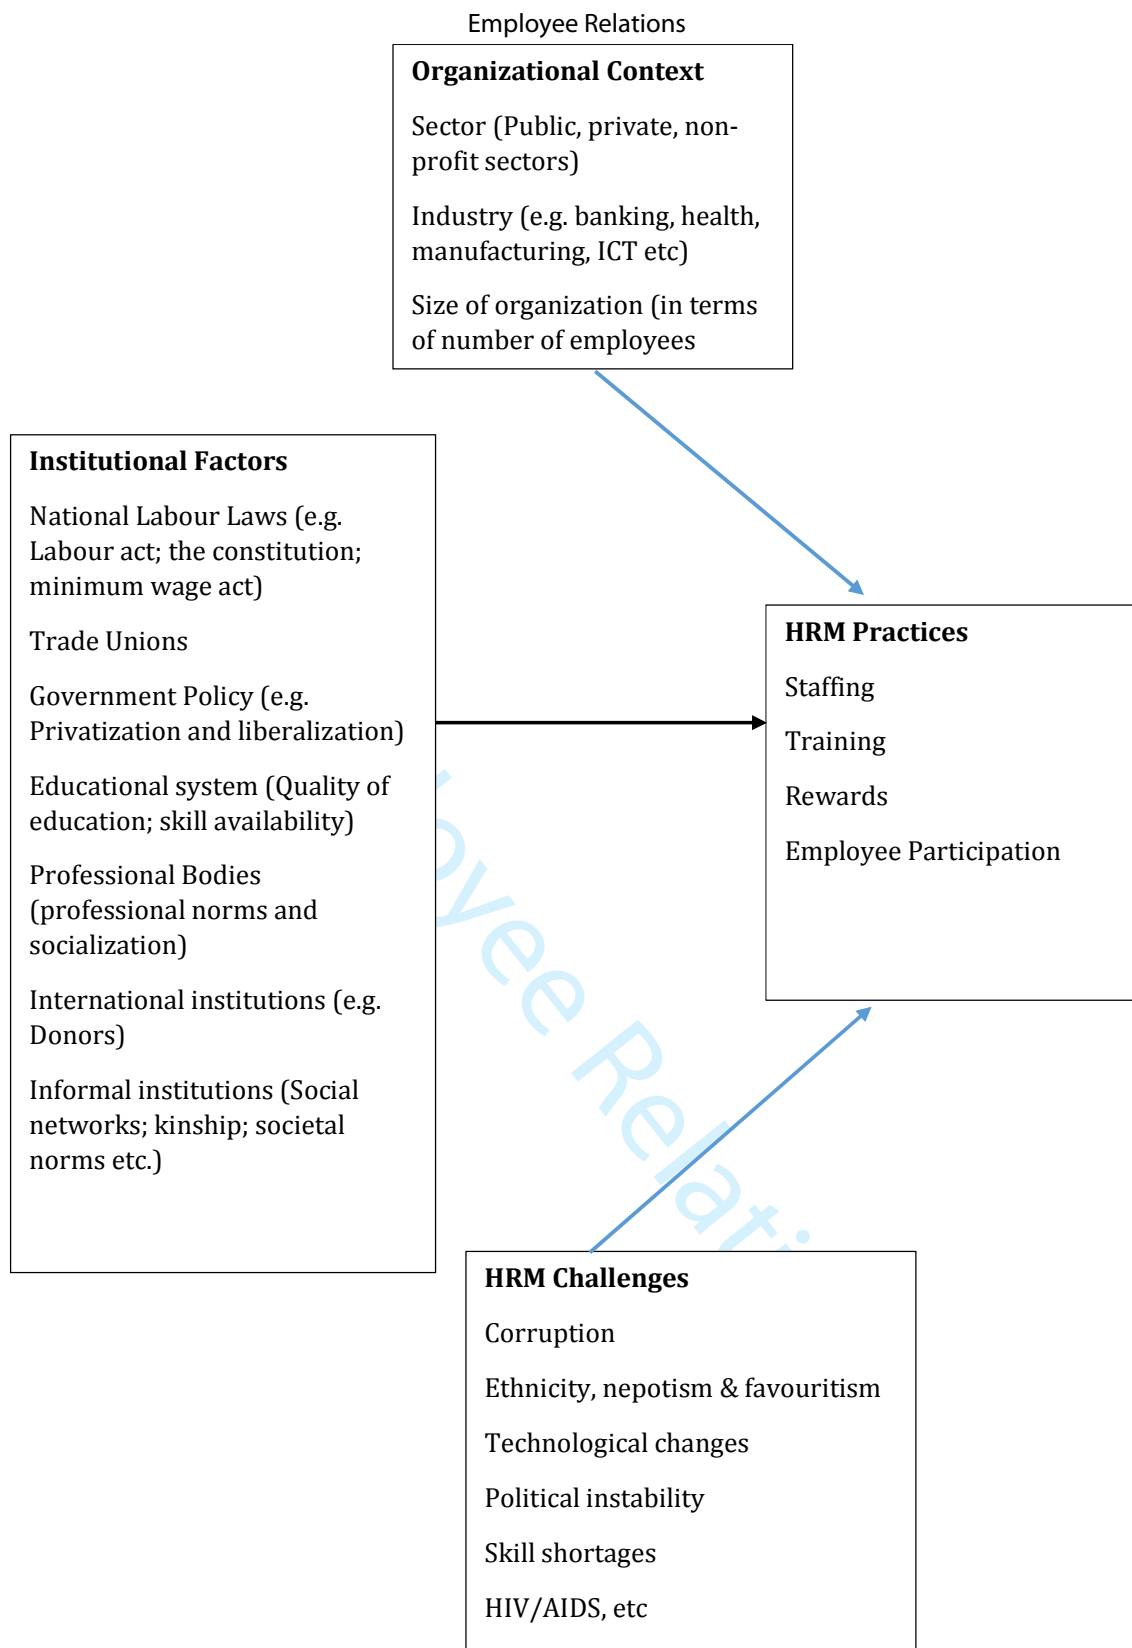 Employee Relations
Organizational Context
Sector (Public, private, non-
profit sectors)
Industry (e.g. banking, health,
manufacturing, ICT etc)
Size of organization (in terms
of number of employees
Institutional Factors
National Labour Laws (e.g.
Labour act; the constitution;
minimum wage act)
Trade Unions
Government Policy (e.g.
Privatization and liberalization)
Educational system (Quality of
education; skill availability)
Professional Bodies
(professional norms and
socialization)
International institutions (e.g.
Donors)
Informal institutions (Social
networks; kinship; societal
norms etc.)
HRM Practices
Staffing
Training
Rewards
Employee Participation
HRM Challenges
Corruption
Ethnicity, nepotism & favouritism
Technological changes
Political instability
Skill shortages
HIV/AIDS, etc